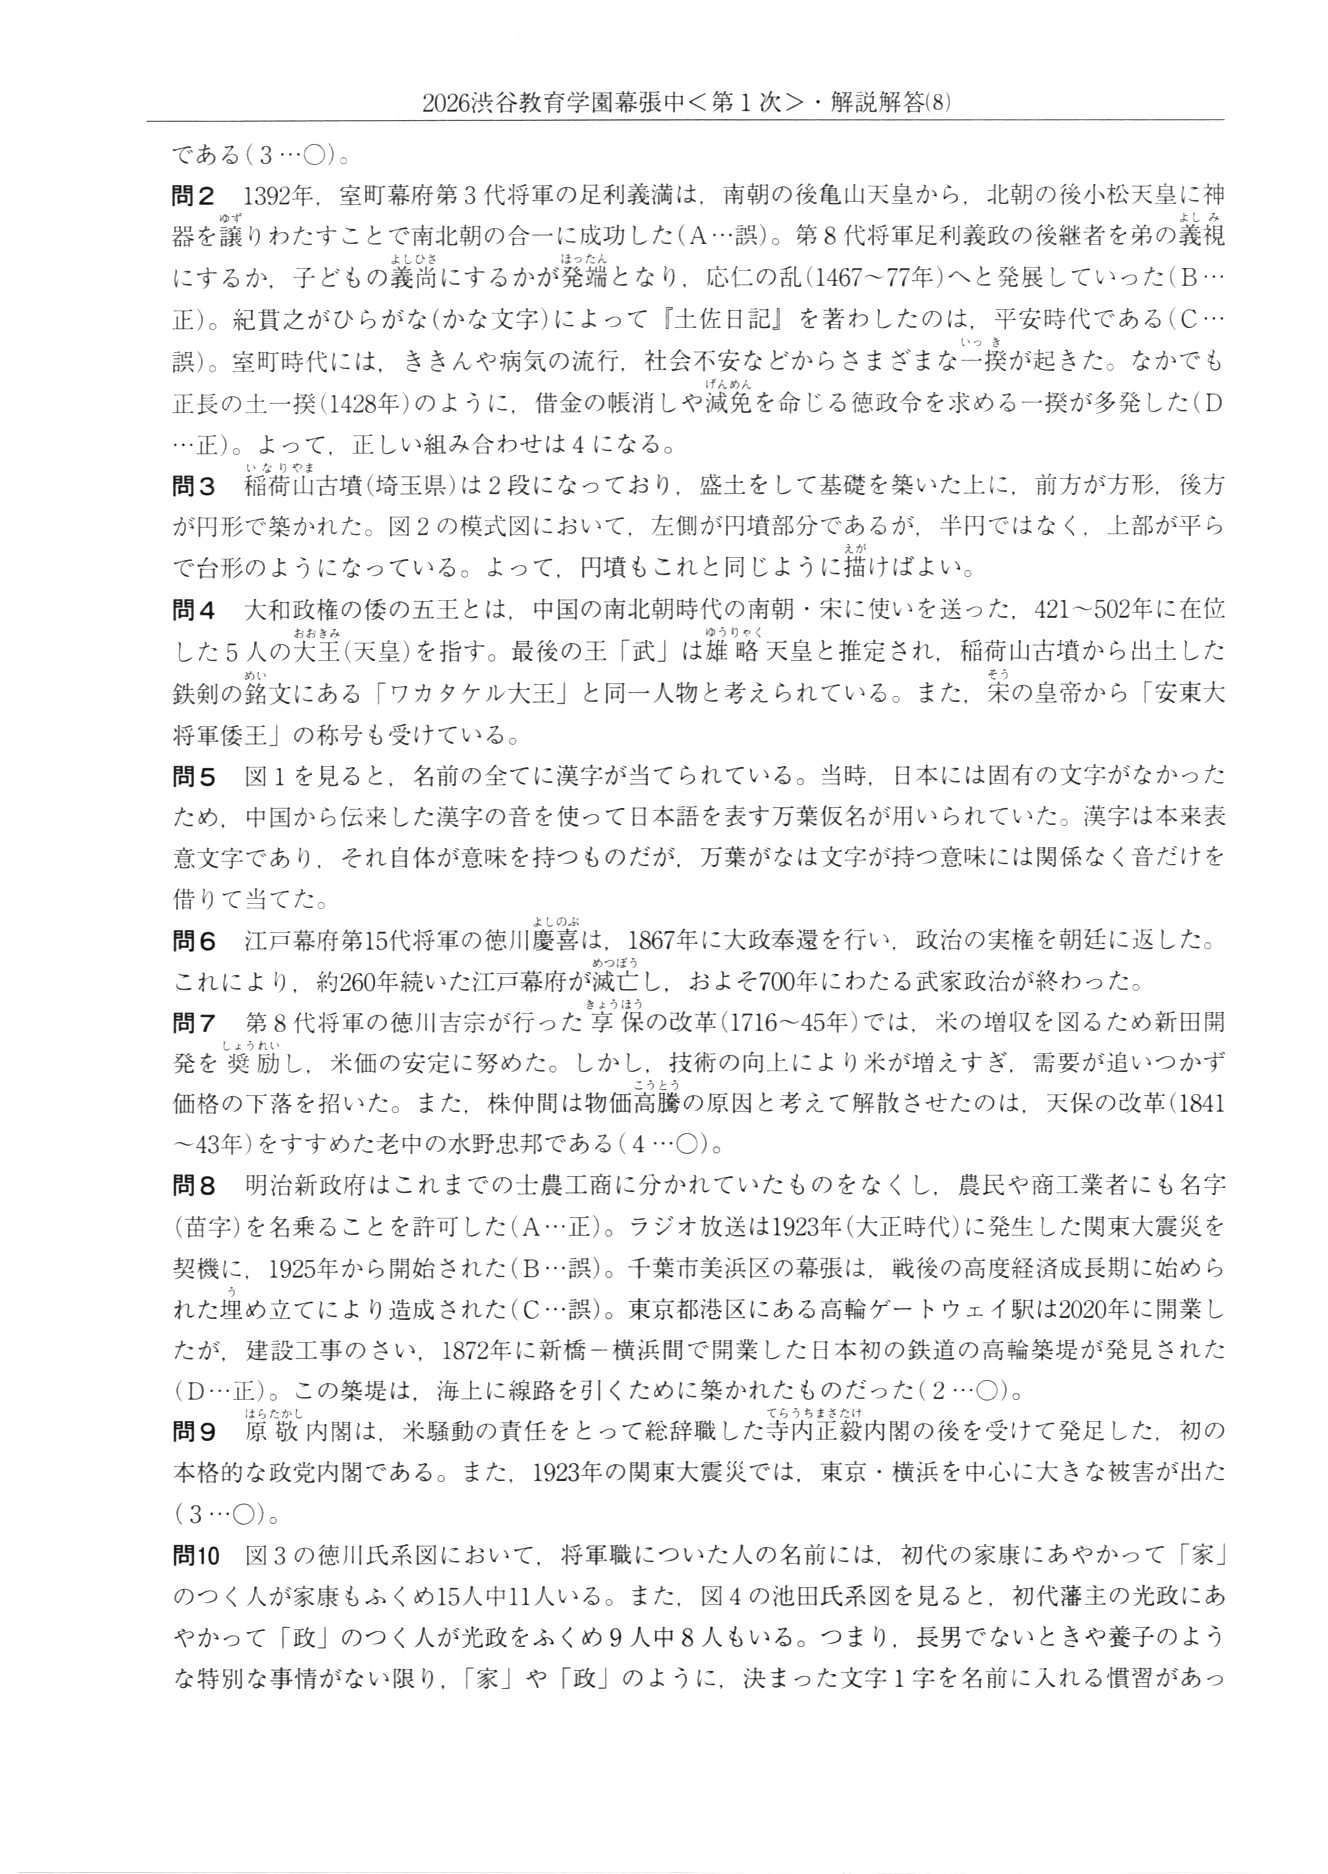 2026渋谷教育学園幕張中<第1次>・解説解答(8)
である(3…○)。
問2 1392年，室町幕府第3代将軍の足利義満は，南朝の後亀山天皇から，北朝の後小松天皇に神
器を譲りわたすことで南北朝の合一に成功した(A…誤)。第8代将軍足利義政の後継者を弟の義視
にするか，子どもの義尚にするかが発端となり，応仁の乱(1467～77年)へと発展していった(B…
正)。紀貫之がひらがな(かな文字)によって『土佐日記』を著わしたのは，平安時代である(C…
誤)。室町時代には，ききんや病気の流行，社会不安などからさまざまな一揆が起きた。なかでも
正長の土一揆(1428年)のように，借金の帳消しや減免を命じる徳政令を求める一揆が多発した(D
…正)。よって，正しい組み合わせは4になる。
問3 稲荷山古墳(埼玉県)は2段になっており，盛土をして基礎を築いた上に，前方が方形，後方
が円形で築かれた。図2の模式図において，左側が円墳部分であるが，半円ではなく，上部が平ら
で台形のようになっている。よって，円墳もこれと同じように描けばよい。
問4 大和政権の倭の五王とは，中国の南北朝時代の南朝・宋に使いを送った，421～502年に在位
した5人の大王(天皇)を指す。最後の王「武」は雄略天皇と推定され，稲荷山古墳から出土した
鉄剣の銘文にある「ワカタケル大王」と同一人物と考えられている。また，宋の皇帝から「安東大
将軍倭王」の称号も受けている。
問5 図1を見ると，名前の全てに漢字が当てられている。当時，日本には固有の文字がなかった
ため，中国から伝来した漢字の音を使って日本語を表す万葉仮名が用いられていた。漢字は本来表
意文字であり，それ自体が意味を持つものだが，万葉がなは文字が持つ意味には関係なく音だけを
借りて当てた。
問6 江戸幕府第15代将軍の徳川慶喜は，1867年に大政奉還を行い，政治の実権を朝廷に返した。
これにより，約260年続いた江戸幕府が滅亡し，およそ700年にわたる武家政治が終わった。
問7 第8代将軍の徳川吉宗が行った享保の改革(1716～45年)では，米の増収を図るため新田開
発を奨励し，米価の安定に努めた。しかし，技術の向上により米が増えすぎ，需要が追いつかず
価格の下落を招いた。また，株仲間は物価高騰の原因と考えて解散させたのは，天保の改革(1841
～43年)をすすめた老中の水野忠邦である(4…○)。
問8 明治新政府はこれまでの士農工商に分かれていたものをなくし，農民や商工業者にも名字
(苗字)を名乗ることを許可した(A…正)。ラジオ放送は1923年(大正時代)に発生した関東大震災を
契機に，1925年から開始された(B…誤)。千葉市美浜区の幕張は，戦後の高度経済成長期に始めら
れた埋め立てにより造成された(C…誤)。東京都港区にある高輪ゲートウェイ駅は2020年に開業し
たが，建設工事のさい，1872年に新橋－横浜間で開業した日本初の鉄道の高輪築堤が発見された
(D…正)。この築堤は，海上に線路を引くために築かれたものだった(2…○)。
問9 原敬内閣は，米騒動の責任をとって総辞職した寺内正毅内閣の後を受けて発足した，初の
本格的な政党内閣である。また，1923年の関東大震災では，東京・横浜を中心に大きな被害が出た
(3…○)。
問10 図3の徳川氏系図において，将軍職についた人の名前には，初代の家康にあやかって「家」
のつく人が家康もふくめ15人中11人いる。また，図4の池田氏系図を見ると，初代藩主の光政にあ
やかって「政」のつく人が光政をふくめ9人中8人もいる。つまり，長男でないときや養子のよう
な特別な事情がない限り，「家」や「政」のように，決まった文字1字を名前に入れる慣習があっ